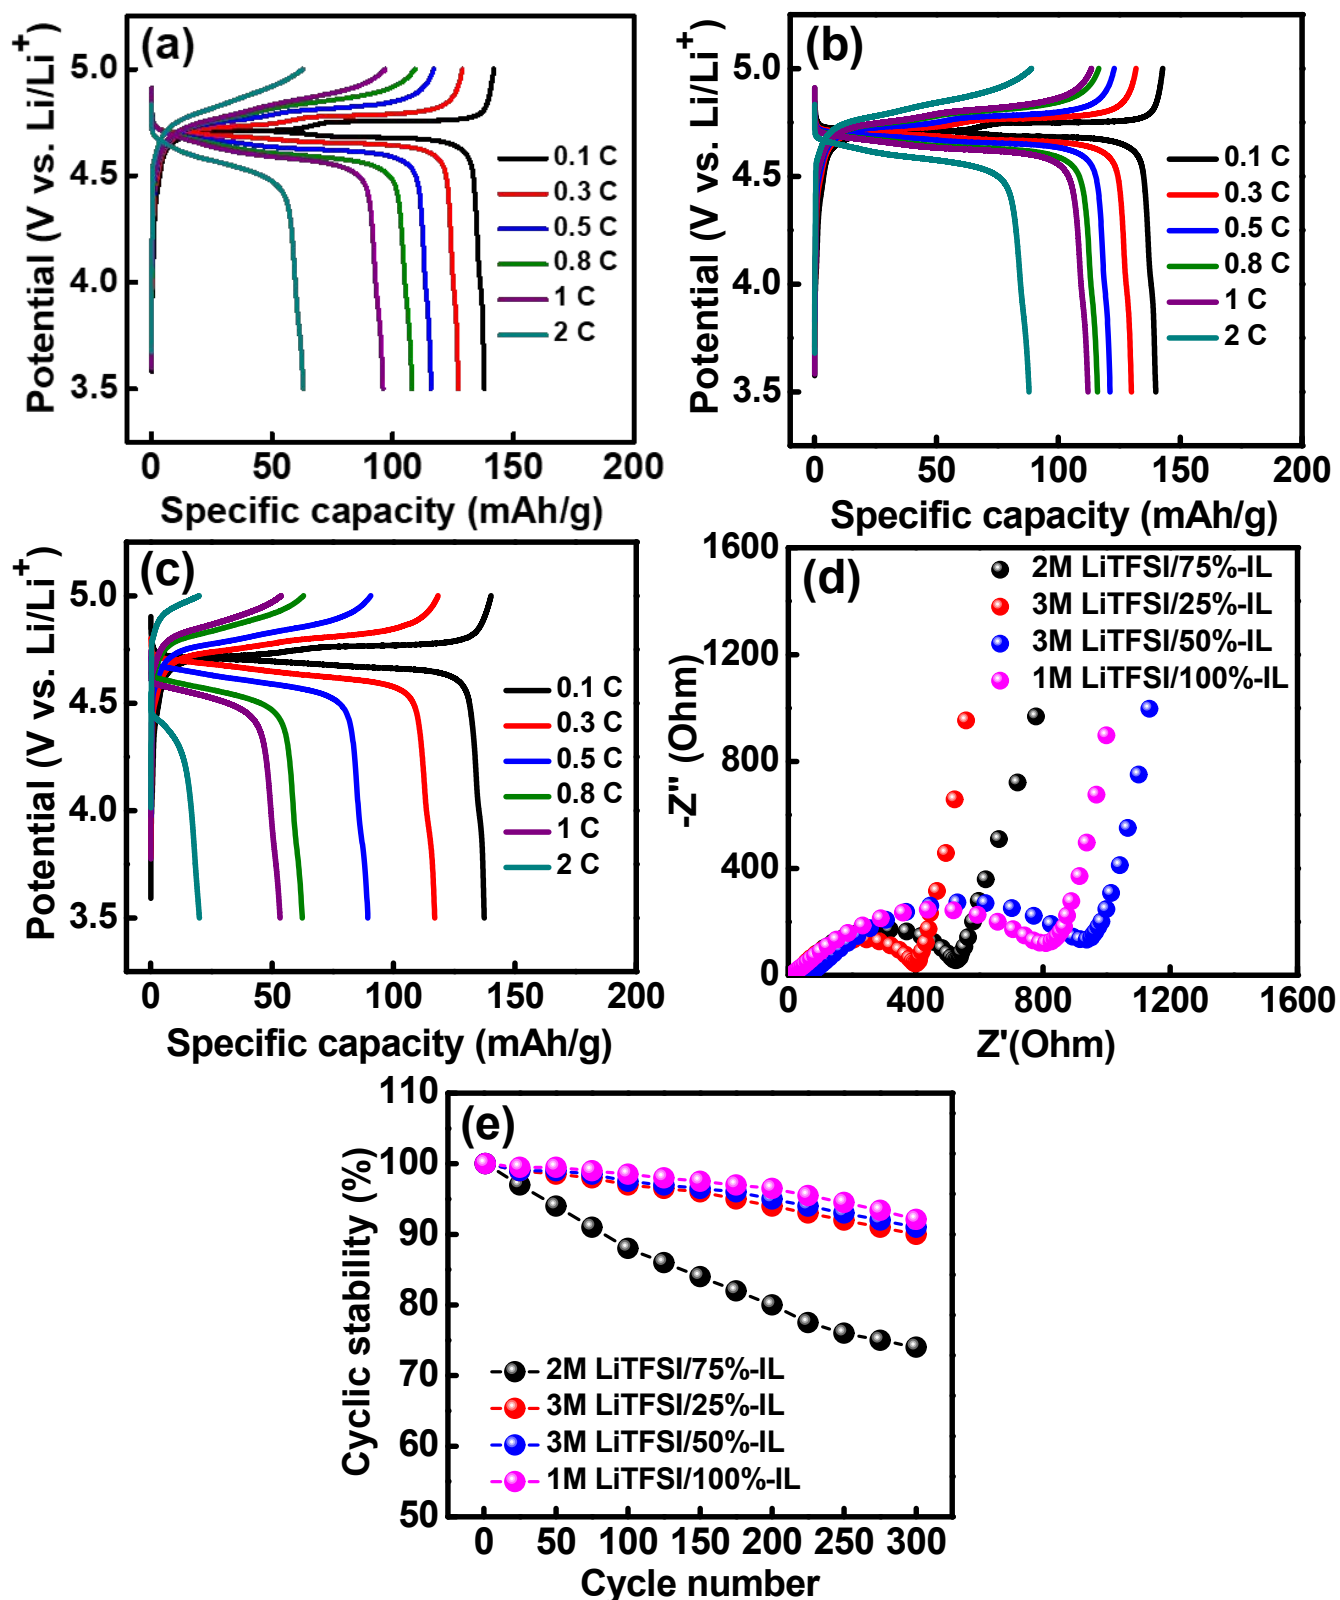 (a)
Potential (V vs. Li/Li+)
5.0
4.5
4.0
3.5
0.1 C
0.3 C
0.5 C
0.8 C
1 C
2 C
0 50 100 150 200
Specific capacity (mAh/g)
(b)
Potential (V vs. Li/Li+)
5.0
4.5
4.0
3.5
0.1 C
0.3 C
0.5 C
0.8 C
1 C
2 C
0 50 100 150 200
Specific capacity (mAh/g)
(c)
Potential (V vs. Li/Li+)
5.0
4.5
4.0
3.5
0.1 C
0.3 C
0.5 C
0.8 C
1 C
2 C
0 50 100 150 200
Specific capacity (mAh/g)
(d)
-Z'' (Ohm)
1600
1200
800
400
0
2M LiTFSI/75%-IL
3M LiTFSI/25%-IL
3M LiTFSI/50%-IL
1M LiTFSI/100%-IL
0 400 800 1200 1600
Z'(Ohm)
(e)
Cyclic stability (%)
110
100
90
80
70
60
50
2M LiTFSI/75%-IL
3M LiTFSI/25%-IL
3M LiTFSI/50%-IL
1M LiTFSI/100%-IL
0 50 100 150 200 250 300
Cycle number